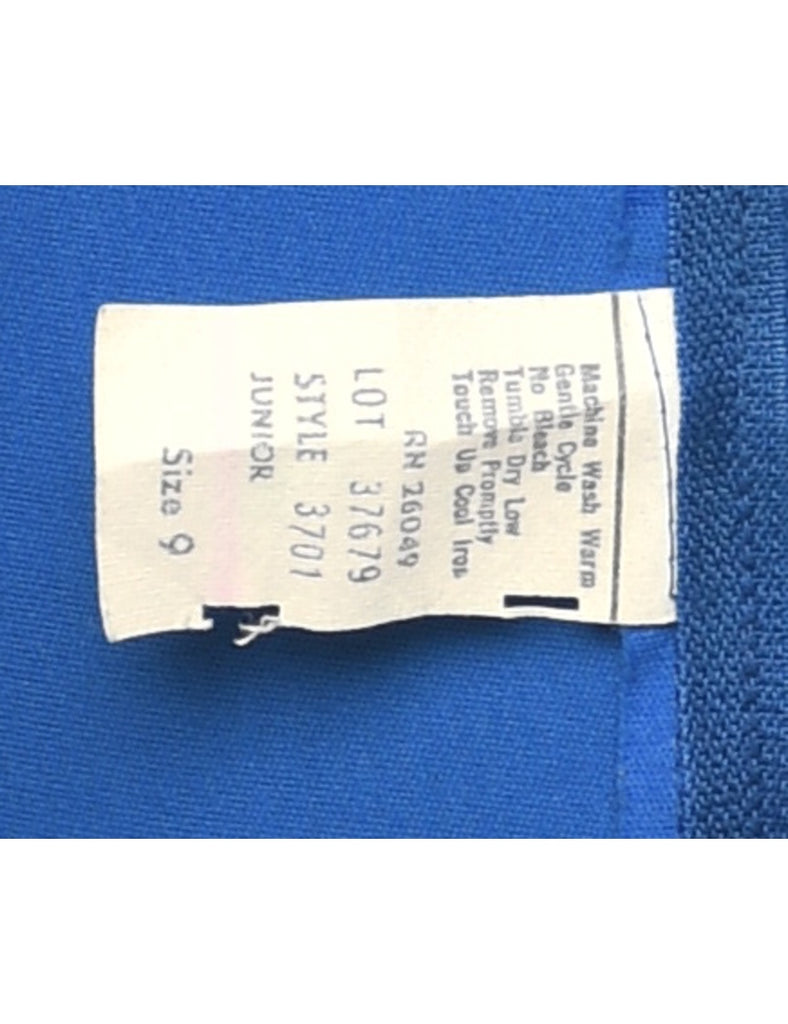 Machine Wash Warm
Gentle Cycle
No Bleach
Tumble Dry Low
Remove Promptly
Touch Up Cool Iron
RN 26049
LOT 37679
STYLE 3701
JUNIOR
Size 9